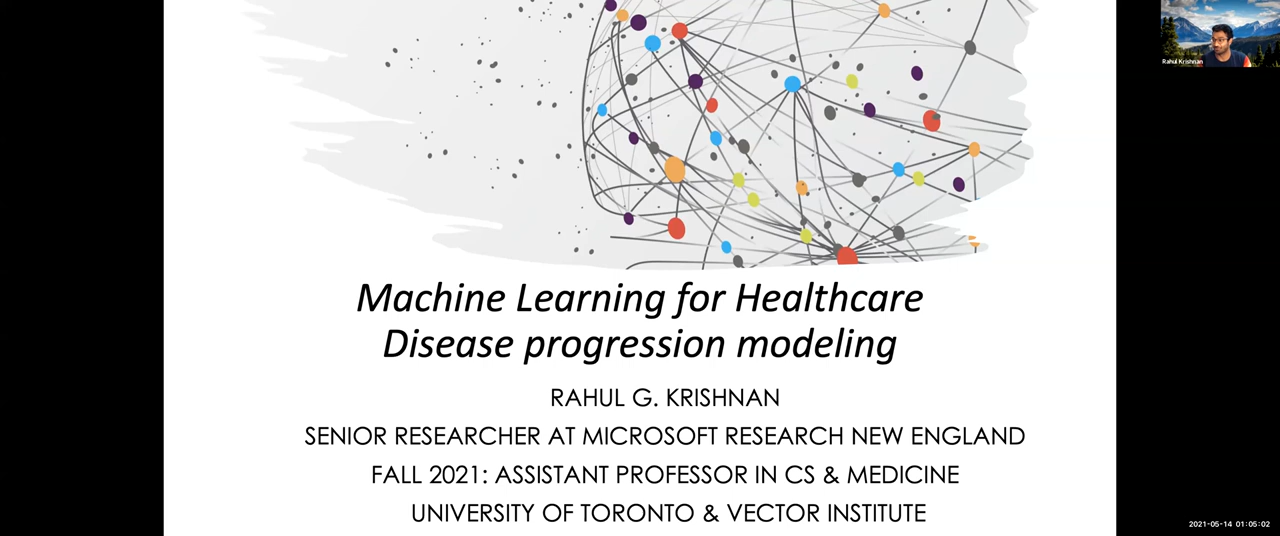 Rahul Krishnan
Machine Learning for Healthcare
Disease progression modeling
RAHUL G. KRISHNAN
SENIOR RESEARCHER AT MICROSOFT RESEARCH NEW ENGLAND
FALL 2021: ASSISTANT PROFESSOR IN CS & MEDICINE
UNIVERSITY OF TORONTO & VECTOR INSTITUTE
2021-05-14 01:05:02